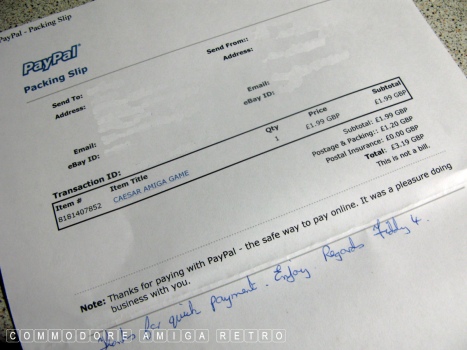 PayPal - Packing Slip
PayPal
Packing Slip
Send To:
Address:
Email:
eBay ID:
Send From::
Address:
Email:
eBay ID:
Transaction ID:
Item # Item Title Qty Price Subtotal
8181407852 CAESAR AMIGA GAME 1 £1.99 GBP £1.99 GBP
Subtotal: £1.99 GBP
Postage & Packing:: £1.20 GBP
Postal Insurance: £0.00 GBP
Total: £3.19 GBP
This is not a bill.
Note: Thanks for paying with PayPal - the safe way to pay online. It was a pleasure doing
business with you.
Thanks for quick payment. Enjoy Regards
COMMODORE AMIGA RETRO